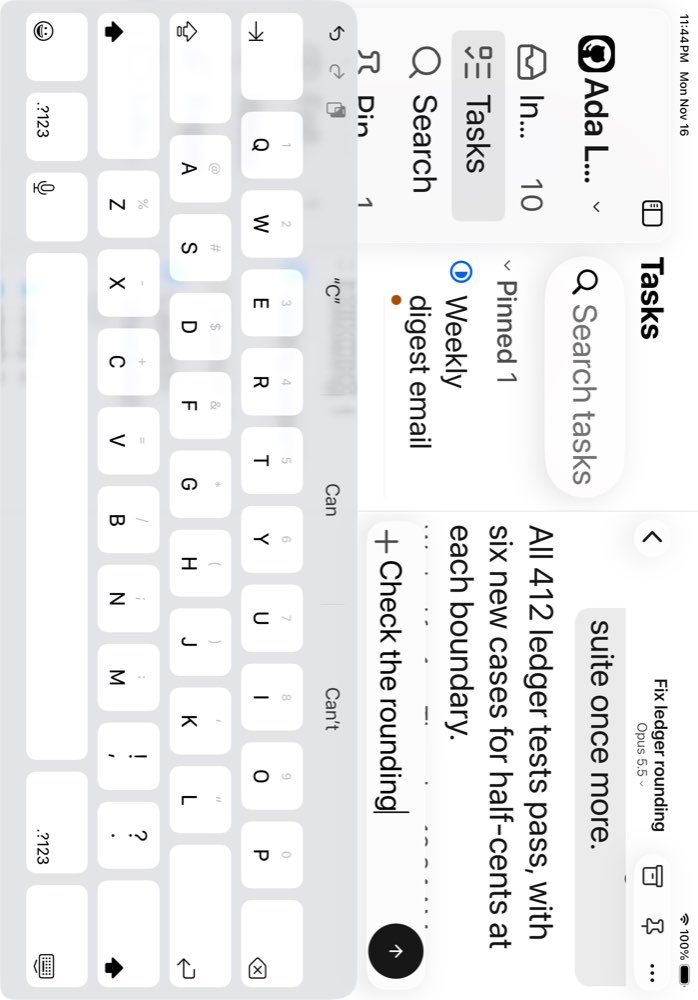 11:44 PM Mon Nov 16
100%
Ada L...
In... 10
Tasks
Search
Pin 1
Tasks
Search tasks
Pinned 1
Weekly
digest email
Fix ledger rounding
Opus 5.5
suite once more.
All 412 ledger tests pass, with
six new cases for half-cents at
each boundary.
Check the rounding
“C” Can Can’t
1 2 3 4 5 6 7 8 9 0
Q W E R T Y U I O P
@ # $ & * ( ) ' "
A S D F G H J K L
% - + = / ; : ! ?
Z X C V B N M , .
.?123 .?123